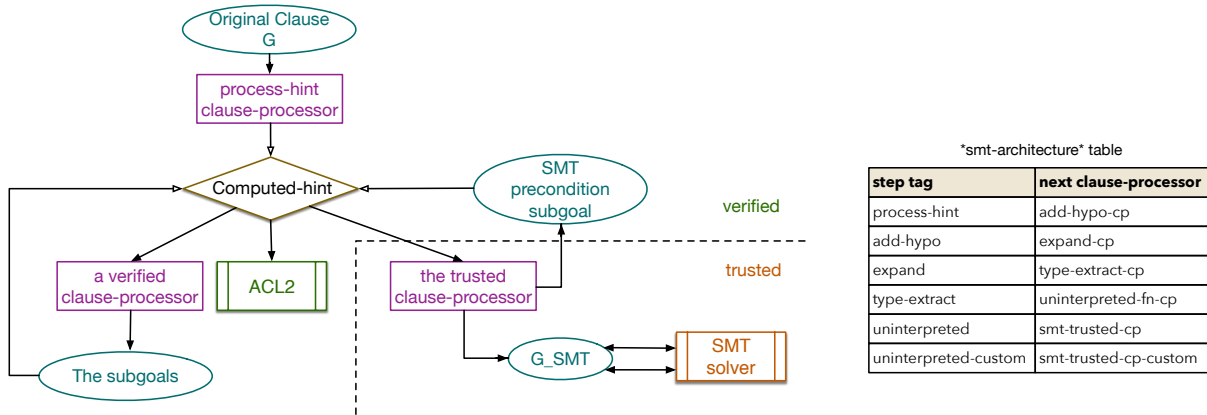 Original Clause
G
process-hint
clause-processor
Computed-hint
SMT
precondition
subgoal
verified
trusted
a verified
clause-processor
ACL2
the trusted
clause-processor
The subgoals
G_SMT
SMT
solver
*smt-architecture* table
step tag next clause-processor
process-hint add-hypo-cp
add-hypo expand-cp
expand type-extract-cp
type-extract uninterpreted-fn-cp
uninterpreted smt-trusted-cp
uninterpreted-custom smt-trusted-cp-custom